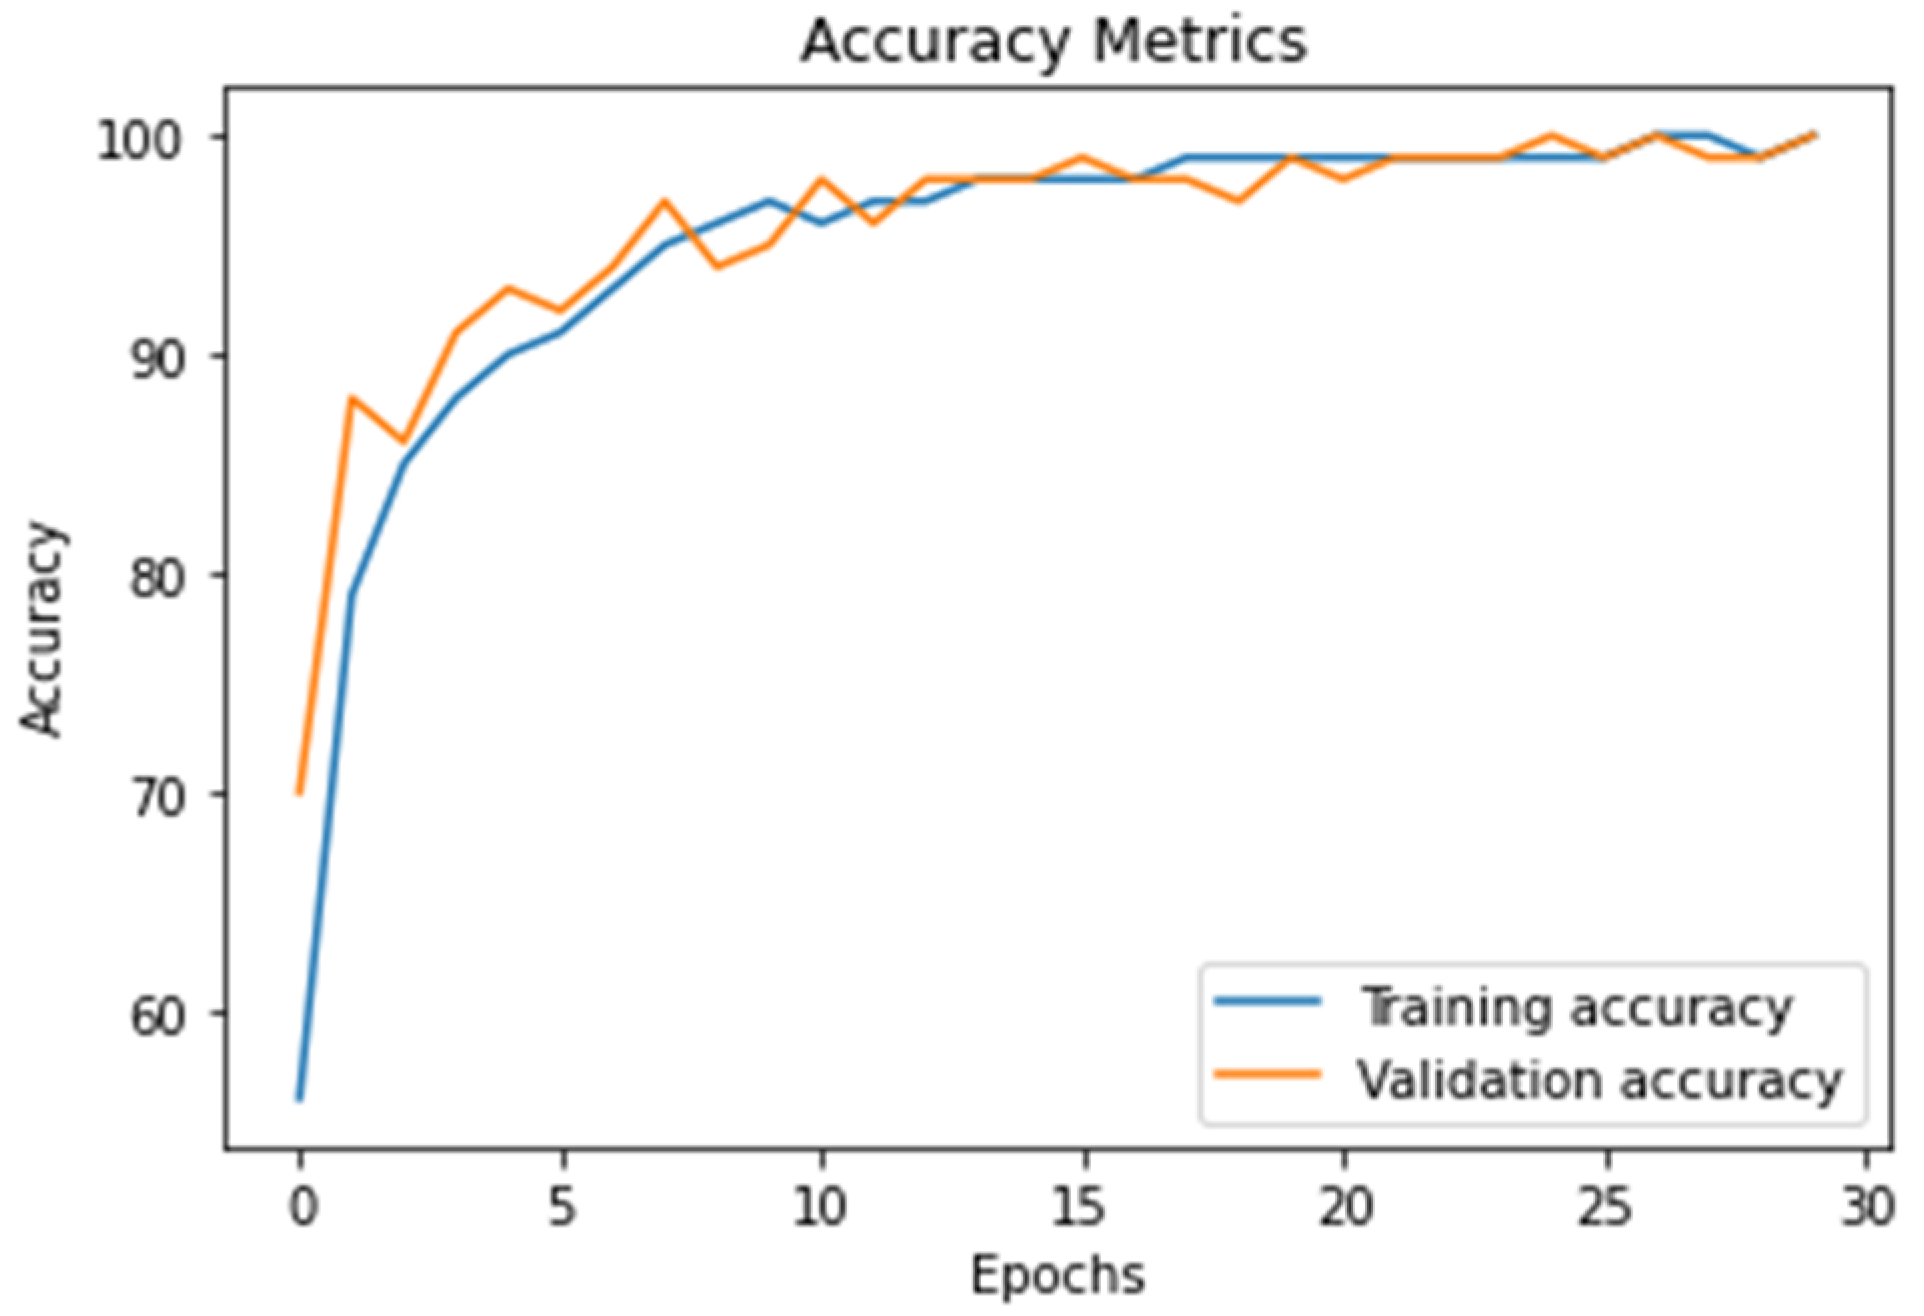 Accuracy Metrics
100
90
80
70
60
Accuracy
Training accuracy
Validation accuracy
0 5 10 15 20 25 30
Epochs